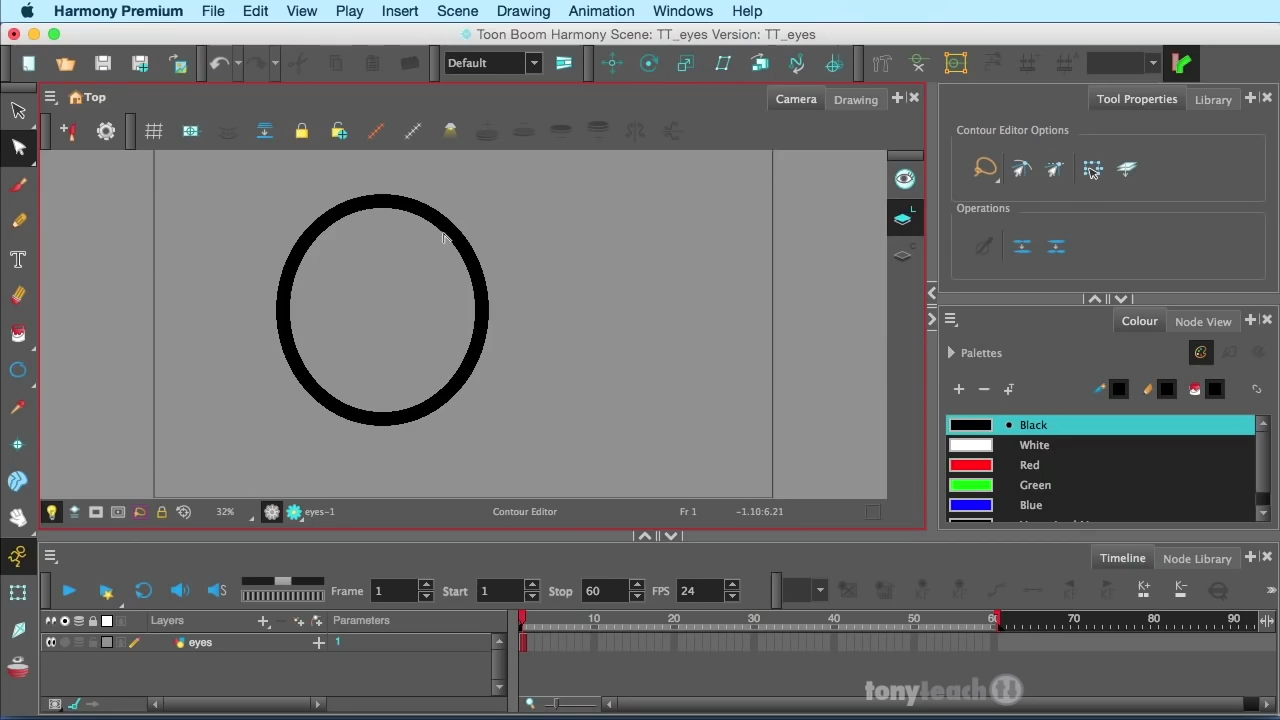 Harmony Premium File Edit View Play Insert Scene Drawing Animation Windows Help
Toon Boom Harmony Scene: TT_eyes Version: TT_eyes
Default
Top
Camera Drawing
Tool Properties Library
Contour Editor Options
Operations
L
C
Colour Node View
Palettes
Black
White
Red
Green
Blue
32% eyes-1 Contour Editor Fr 1 -1.10:6.21
Timeline Node Library
Frame 1 Start 1 Stop 60 FPS 24
K+ K-
Layers Parameters
10 20 30 40 50 60 70 80 90
eyes 1
tonyteach